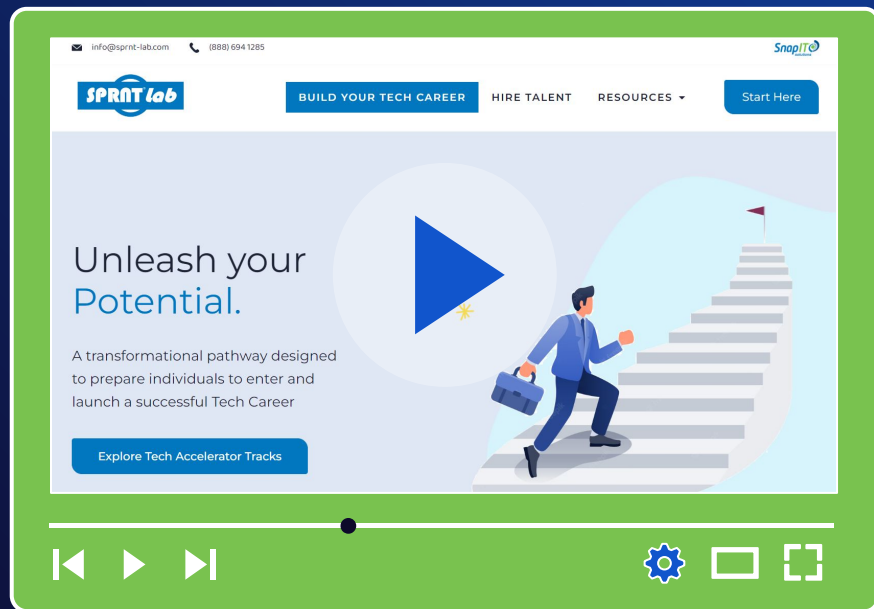 info@sprnt-lab.com (888) 694 1285
SnapIT
SPRNT lab
BUILD YOUR TECH CAREER HIRE TALENT RESOURCES Start Here
Unleash your
Potential.
A transformational pathway designed
to prepare individuals to enter and
launch a successful Tech Career
Explore Tech Accelerator Tracks